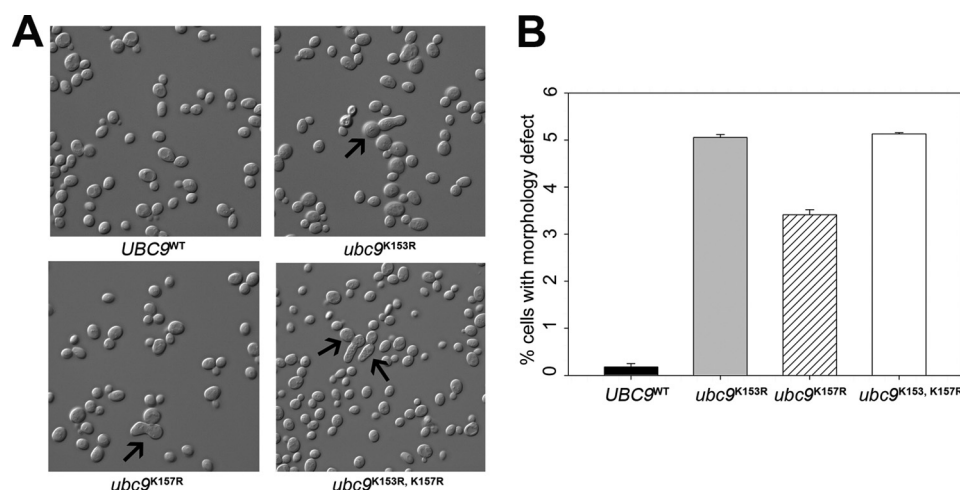 A
UBC9WT
ubc9K153R
ubc9K157R
ubc9K153R, K157R
B
% cells with morphology defect
6
5
4
3
2
1
0
UBC9WT
ubc9K153R
ubc9K157R
ubc9K153, K157R